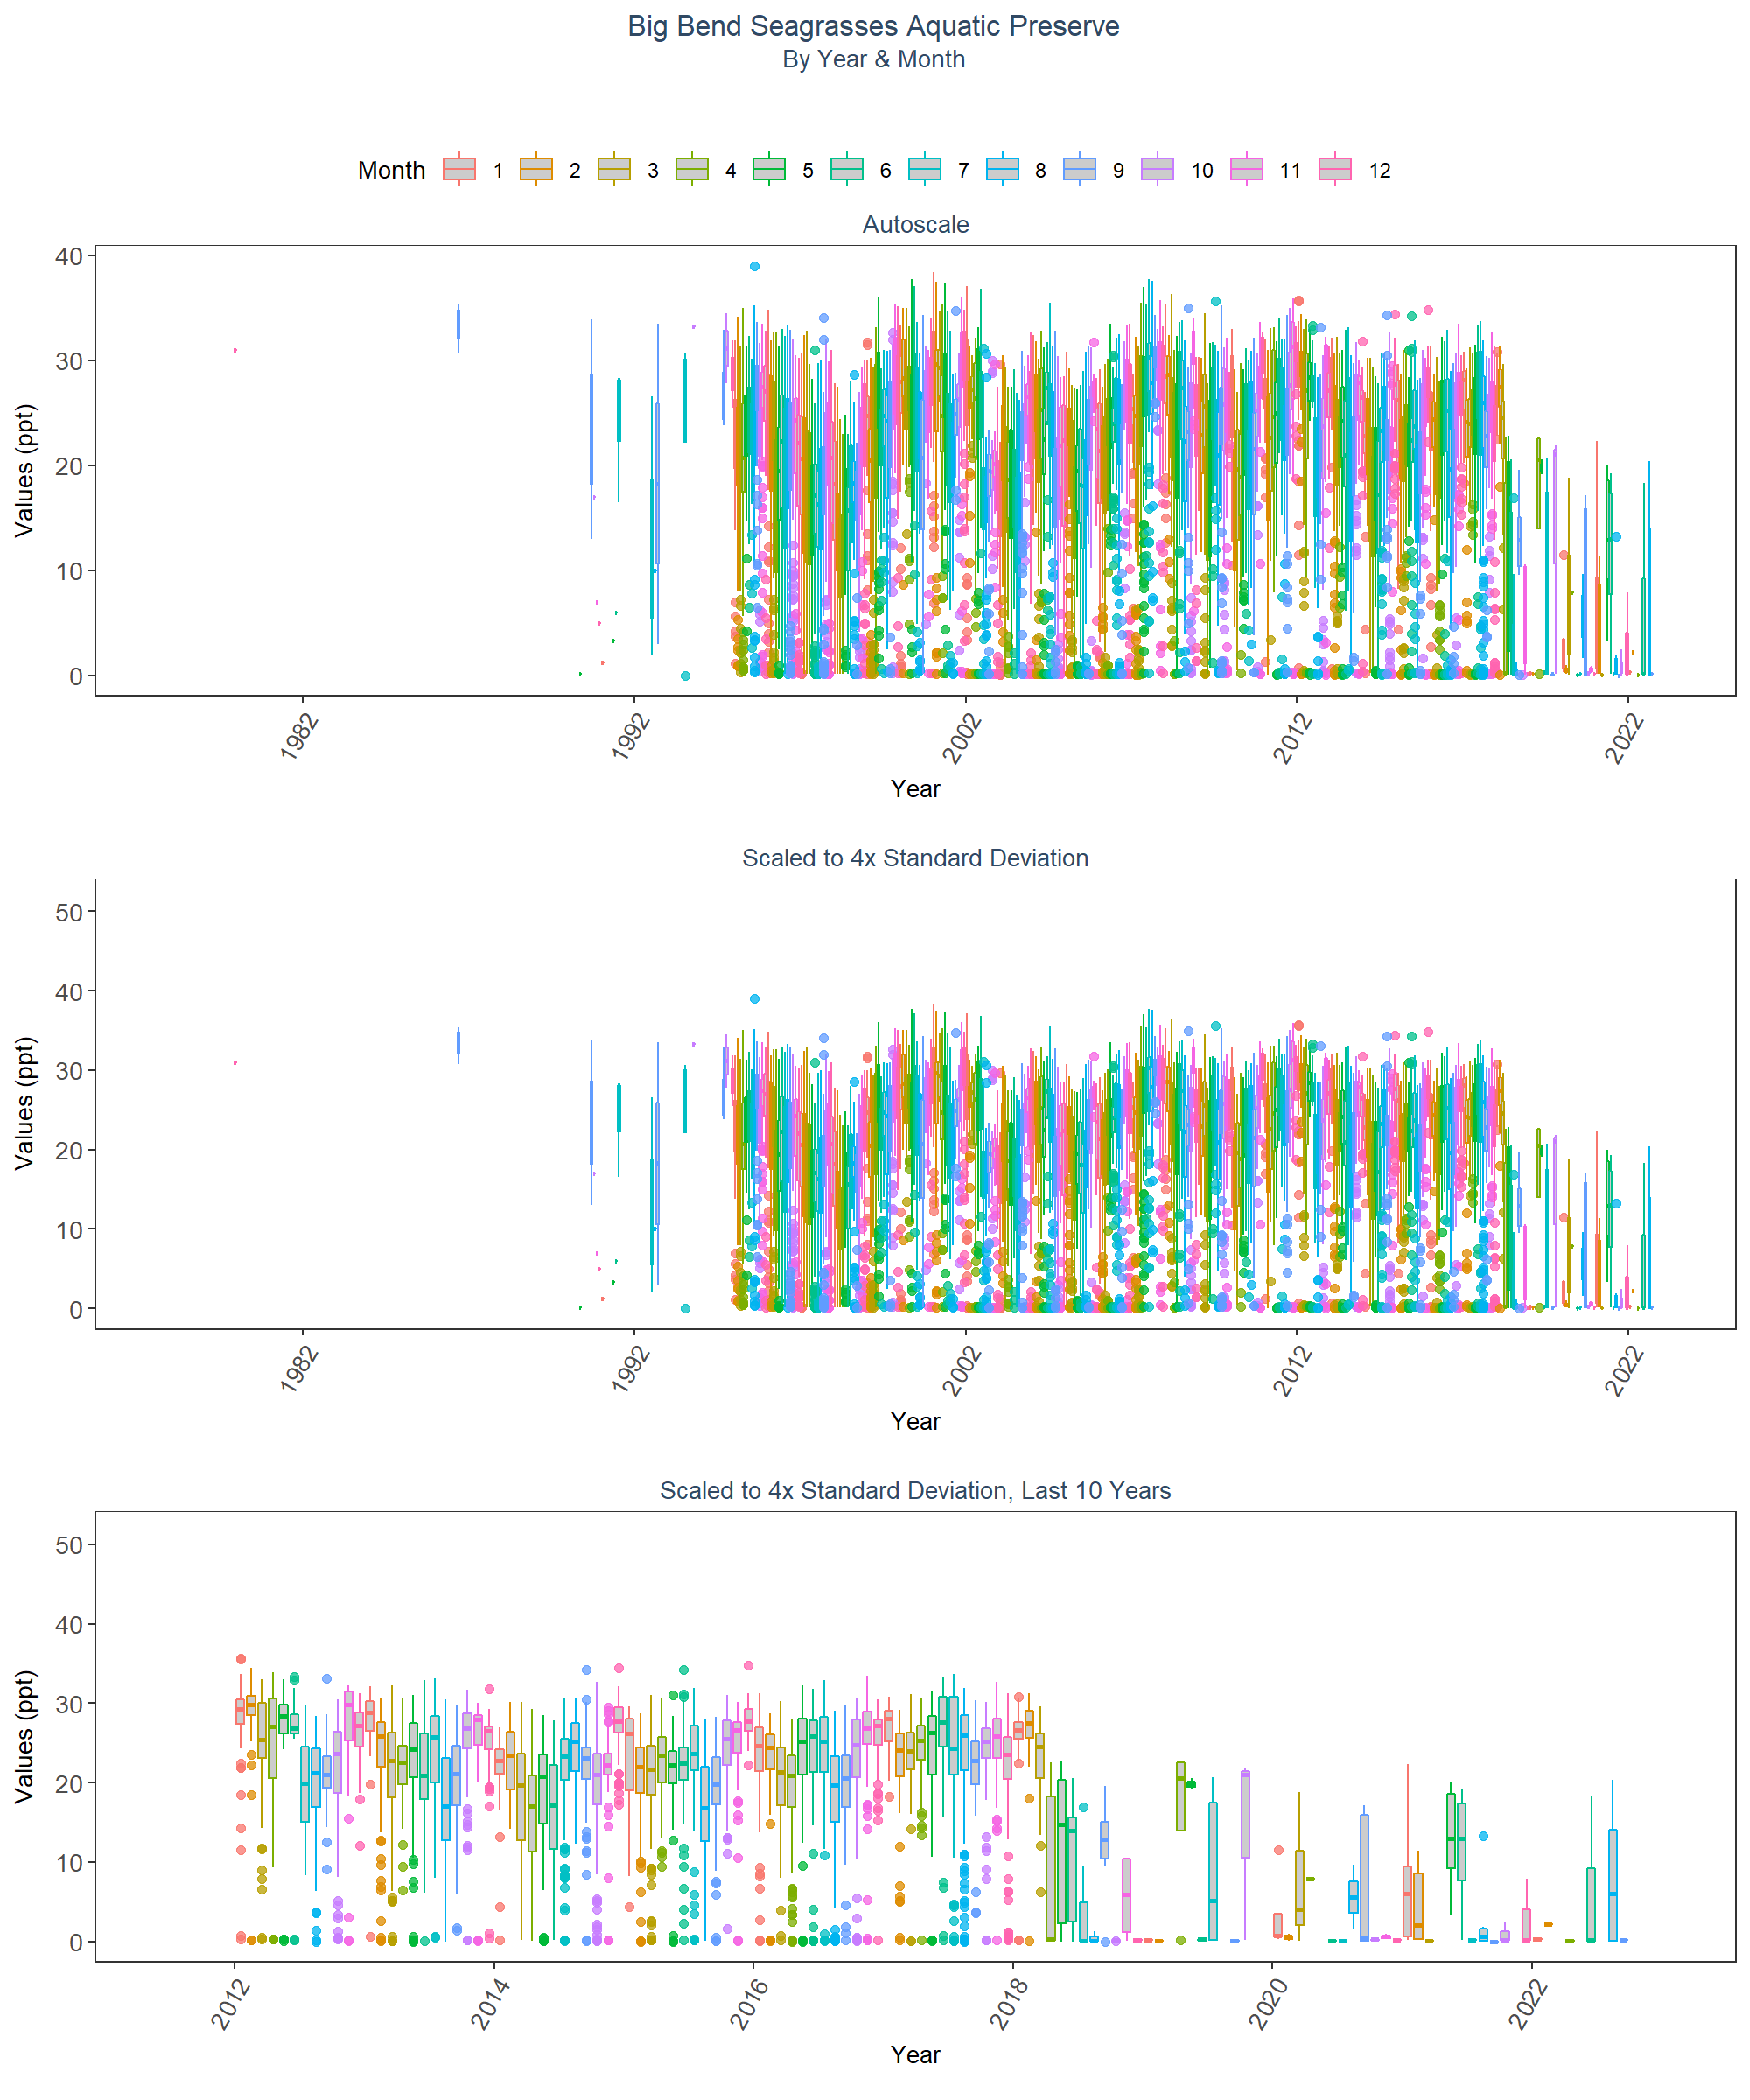 Big Bend Seagrasses Aquatic Preserve
By Year & Month
Month 1 2 3 4 5 6 7 8 9 10 11 12
Autoscale
Values (ppt)
40
30
20
10
0
1982 1992 2002 2012 2022
Year
Scaled to 4x Standard Deviation
Values (ppt)
50
40
30
20
10
0
1982 1992 2002 2012 2022
Year
Scaled to 4x Standard Deviation, Last 10 Years
Values (ppt)
50
40
30
20
10
0
2012 2014 2016 2018 2020 2022
Year